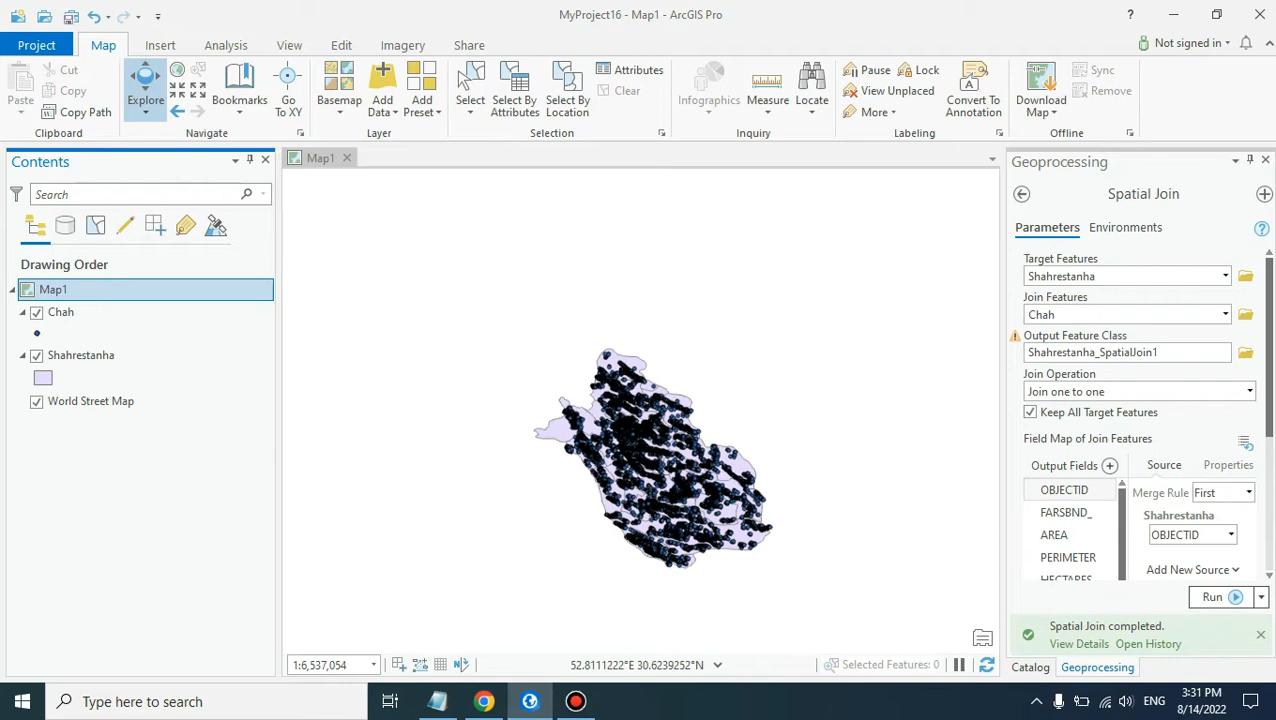 MyProject16 - Map1 - ArcGIS Pro
?
Project Map Insert Analysis View Edit Imagery Share
Not signed in
Paste
Cut
Copy
Copy Path
Clipboard
Explore
Bookmarks
Go To XY
Navigate
Basemap
Add Data
Add Preset
Layer
Select
Select By Attributes
Select By Location
Attributes
Clear
Selection
Infographics
Measure
Locate
Inquiry
Pause
Lock
View Unplaced
More
Convert To Annotation
Labeling
Download Map
Sync
Remove
Offline
Contents
Search
Drawing Order
Map1
Chah
Shahrestanha
World Street Map
Map1
1:6,537,054
52.8111222°E 30.6239252°N
Selected Features: 0
Geoprocessing
Spatial Join
Parameters Environments
?
Target Features
Shahrestanha
Join Features
Chah
Output Feature Class
Shahrestanha_SpatialJoin1
Join Operation
Join one to one
Keep All Target Features
Field Map of Join Features
Output Fields
Source Properties
OBJECTID
FARSBND_
AREA
PERIMETER
HECTARES
Merge Rule First
Shahrestanha
OBJECTID
Add New Source
Run
Spatial Join completed.
View Details Open History
Catalog Geoprocessing
Type here to search
ENG
3:31 PM
8/14/2022